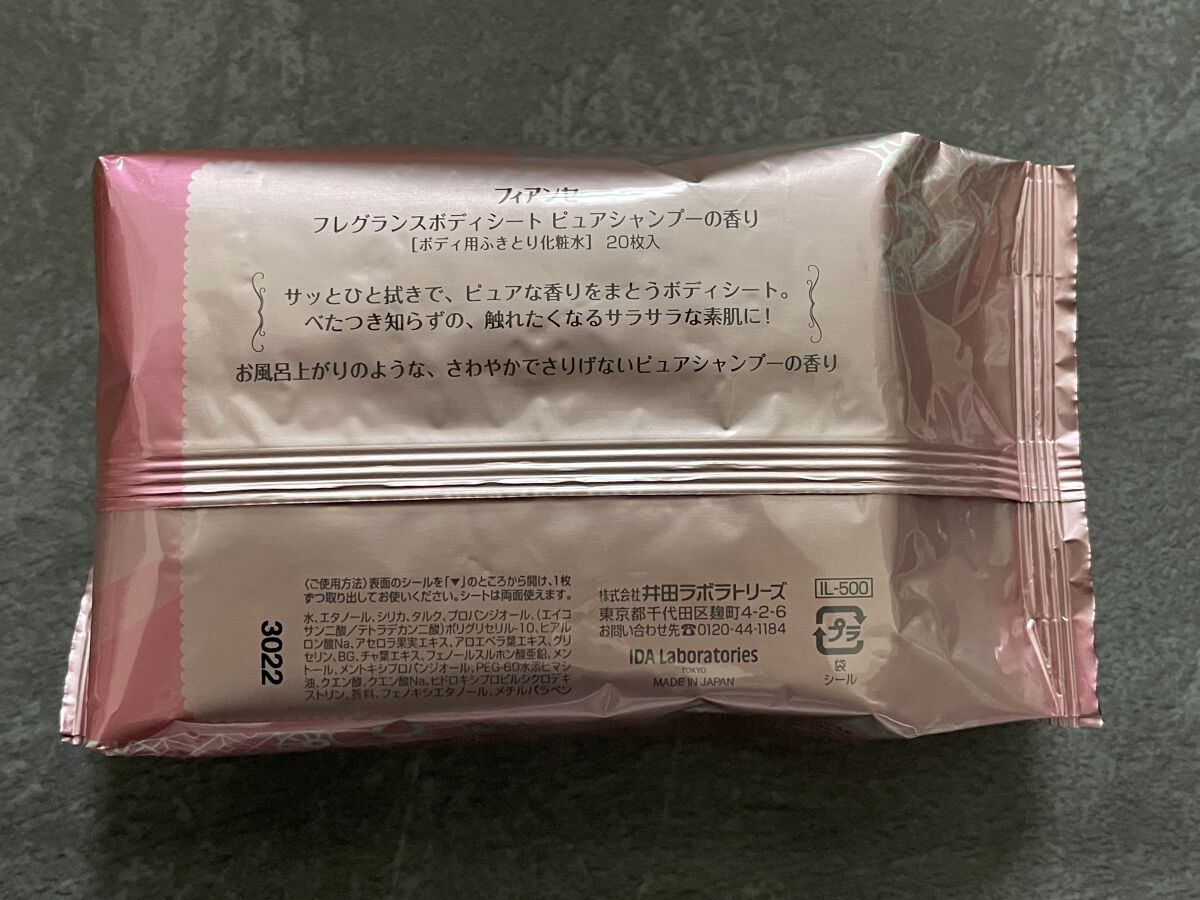 フィアンセ
フレグランスボディシート ピュアシャンプーの香り
[ボディ用ふきとり化粧水] 20枚入
サッとひと拭きで、ピュアな香りをまとうボディシート。
べたつき知らずの、触れたくなるサラサラな素肌に!
お風呂上がりのような、さわやかでさりげないピュアシャンプーの香り
〈ご使用方法〉表面のシールを「▼」のところから開け、1枚
ずつ取り出してお使いください。シートは両面使えます。
水、エタノール、シリカ、タルク、プロパンジオール、(エイコ
サン二酸/テトラデカン二酸)ポリグリセリル-10、ヒアル
ロン酸Na、アセロラ果実エキス、アロエベラ葉エキス、グリ
セリン、BG、チャ葉エキス、フェノールスルホン酸亜鉛、メン
トール、メントキシプロパンジオール、PEG-60水添ヒマシ
油、クエン酸、クエン酸Na、ヒドロキシプロピルシクロデキ
ストリン、香料、フェノキシエタノール、メチルパラベン
3022
株式会社 井田ラボラトリーズ
東京都千代田区麹町4-2-6
お問い合わせ先☎0120-44-1184
IDA Laboratories
TOKYO
MADE IN JAPAN
IL-500
プラ
袋
シール